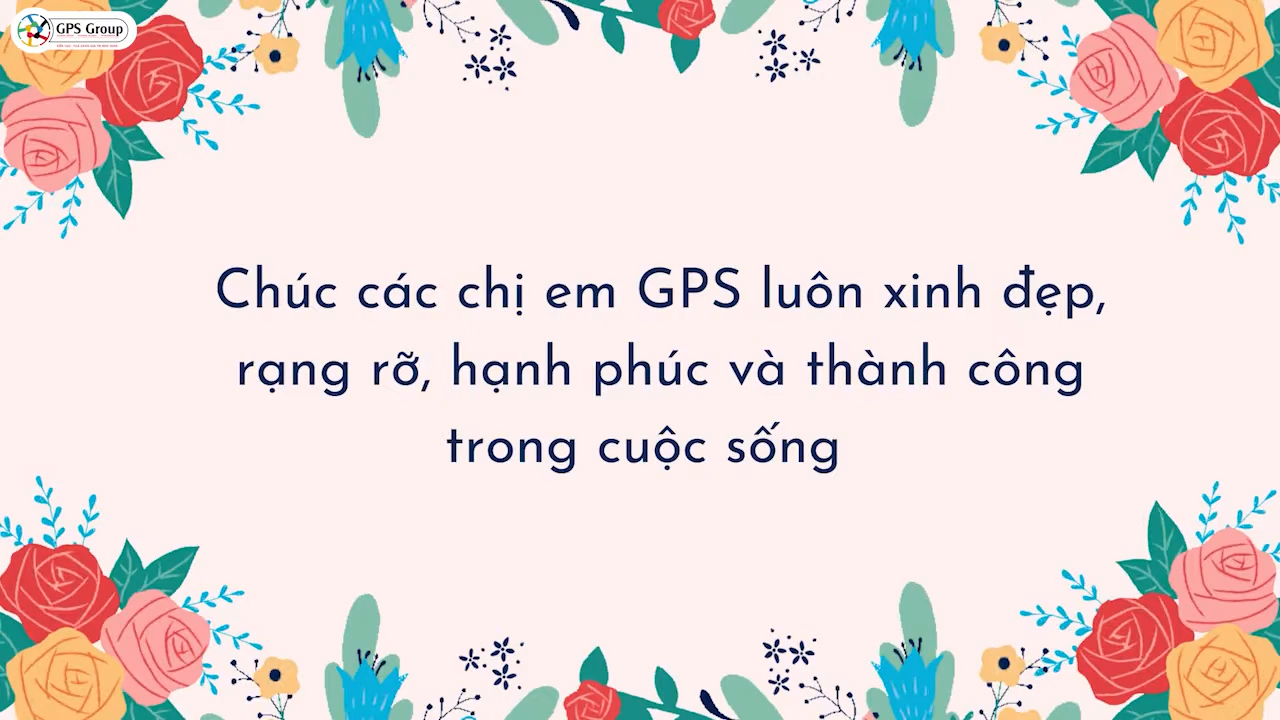 GPS Group
Chúc các chị em GPS luôn xinh đẹp,
rạng rỡ, hạnh phúc và thành công
trong cuộc sống